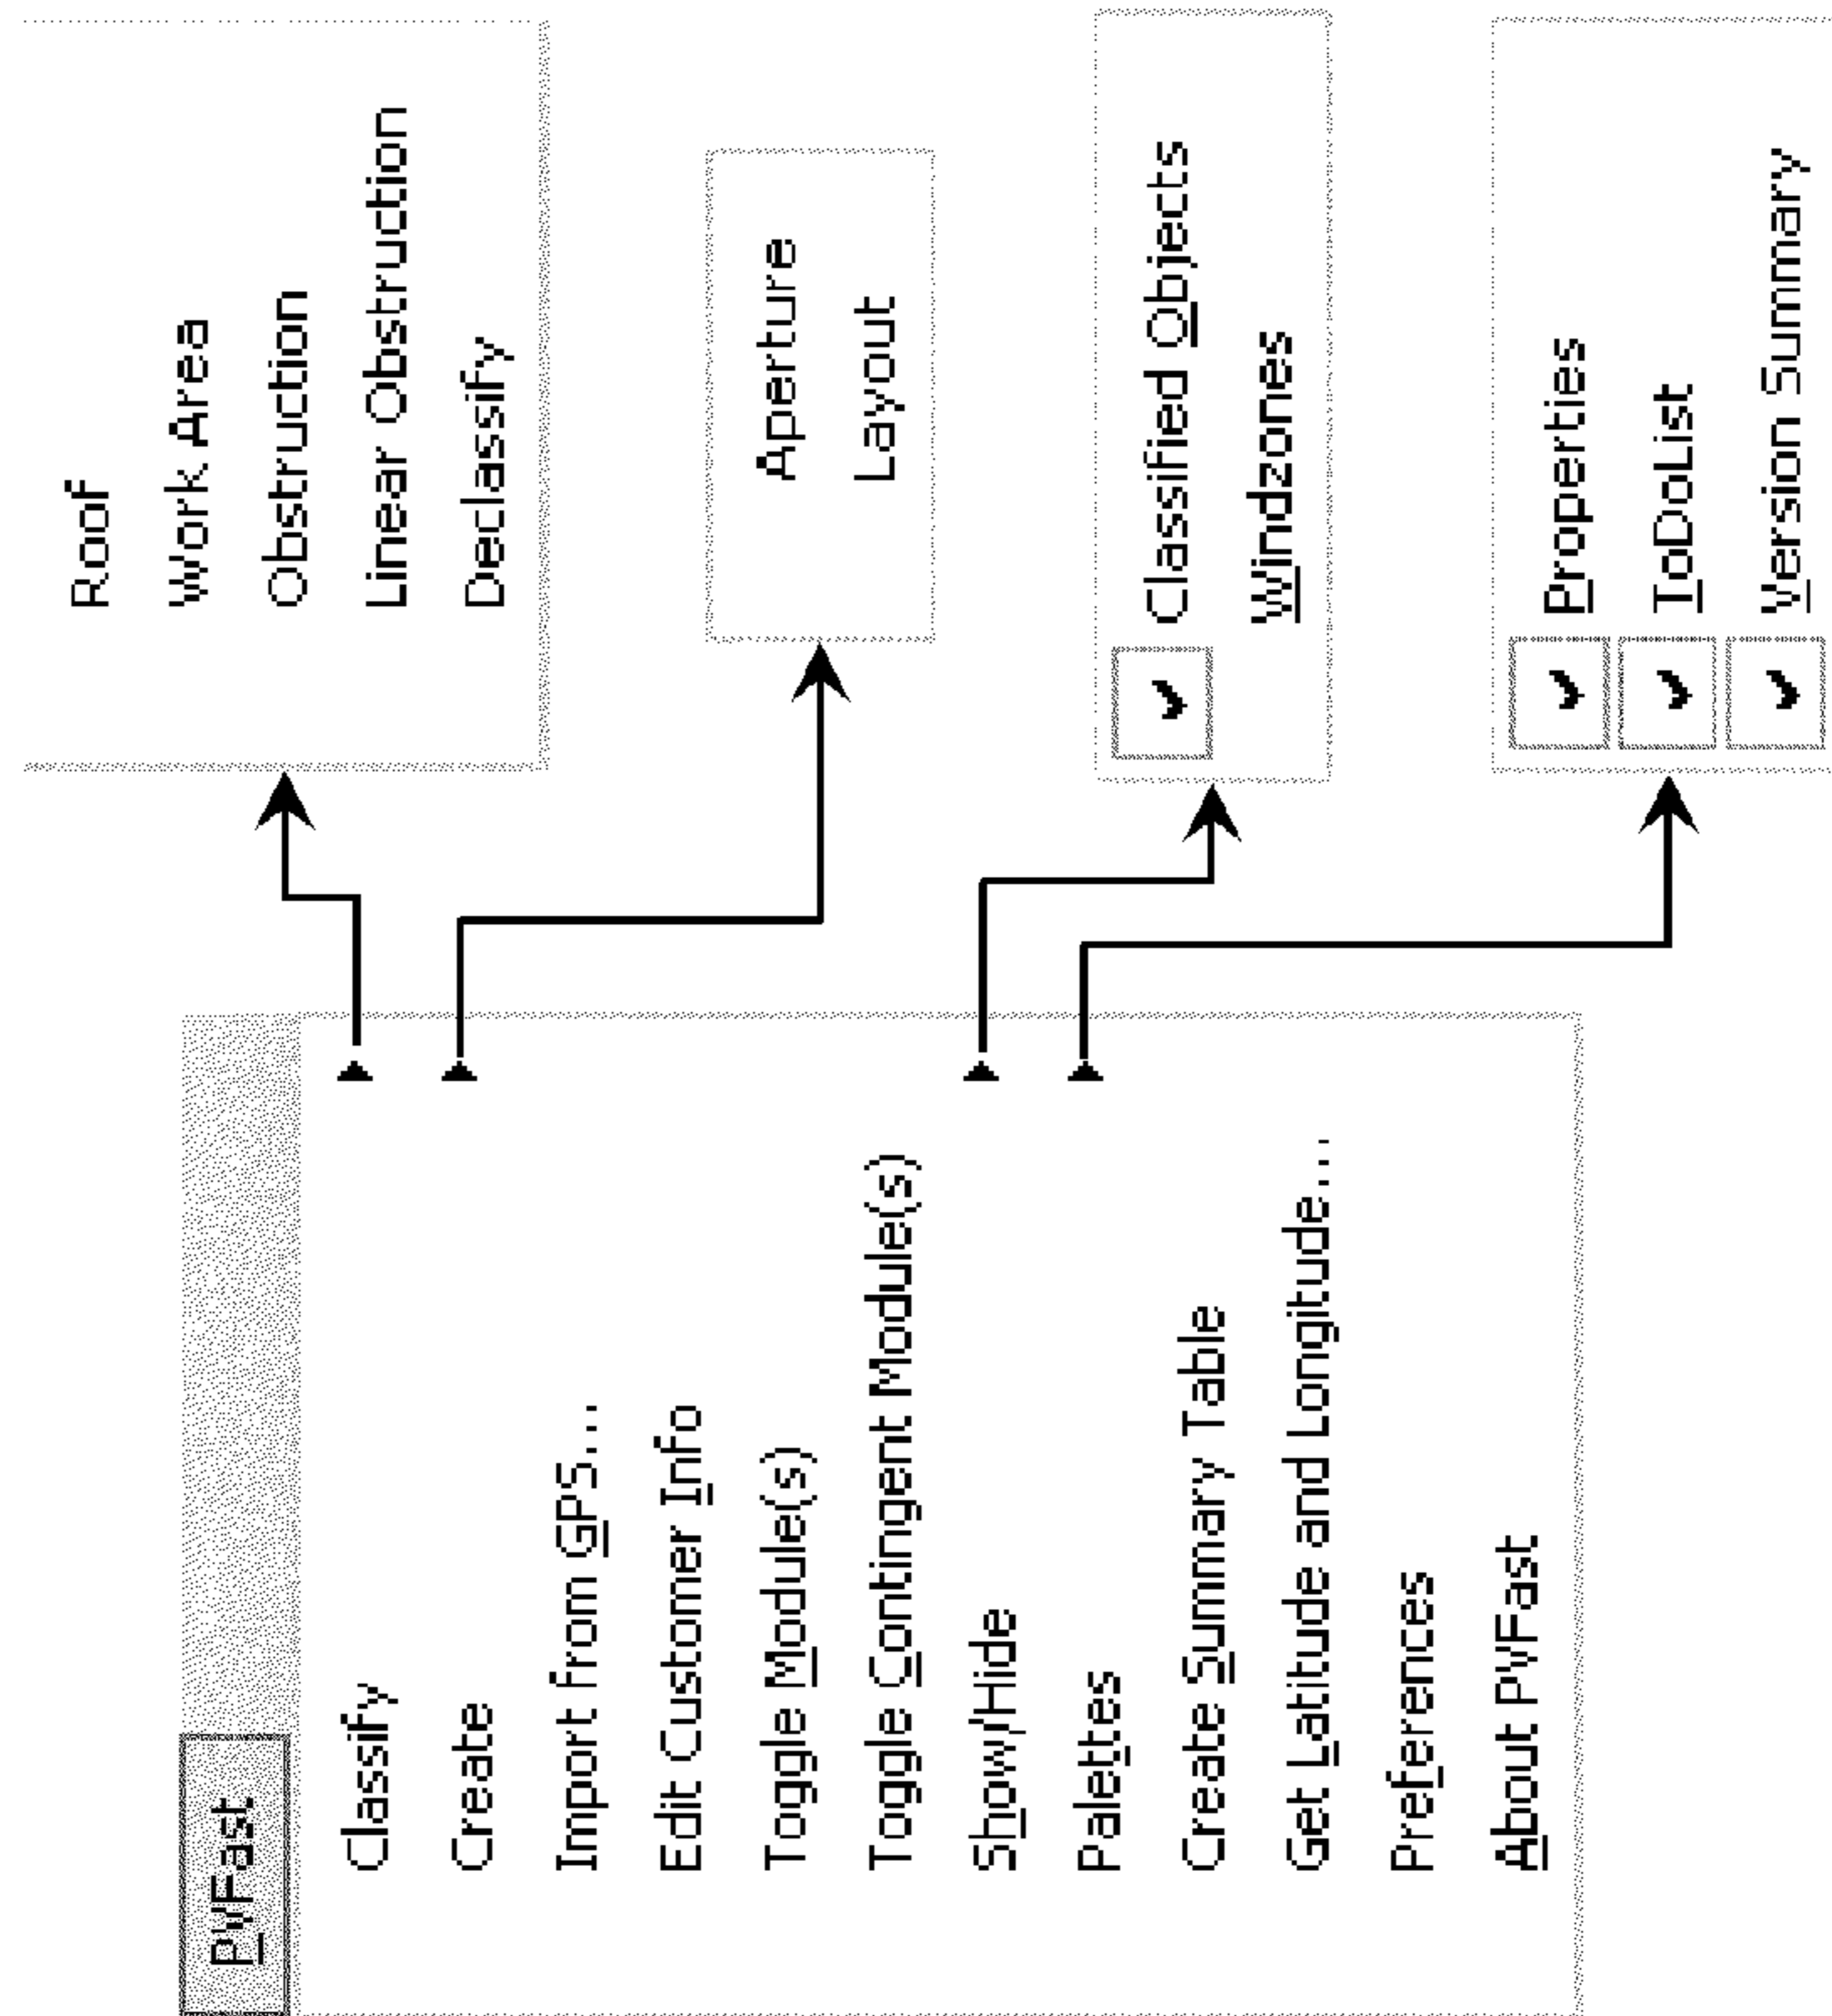 PVFast
Classify
Create
Import from GPS...
Edit Customer Info
Toggle Module(s)
Toggle Contingent Module(s)
Show/Hide
Palettes
Create Summary Table
Get Latitude and Longitude...
Preferences
About PVFast
Roof
Work Area
Obstruction
Linear Obstruction
Declassify
Aperture
Layout
Classified Objects
Windzones
Properties
ToDoList
Version Summary